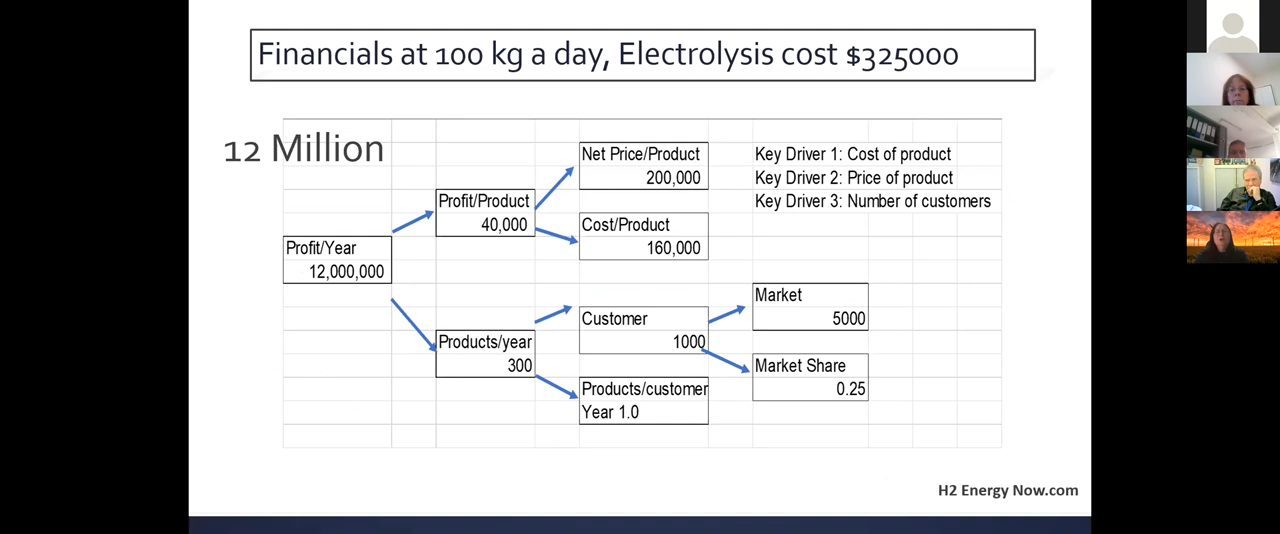 Financials at 100 kg a day, Electrolysis cost $325000
12 Million
Net Price/Product
200,000
Key Driver 1: Cost of product
Key Driver 2: Price of product
Key Driver 3: Number of customers
Profit/Product
40,000
Cost/Product
160,000
Profit/Year
12,000,000
Market
5000
Customer
1000
Products/year
300
Market Share
0.25
Products/customer
Year 1.0
H2 Energy Now.com